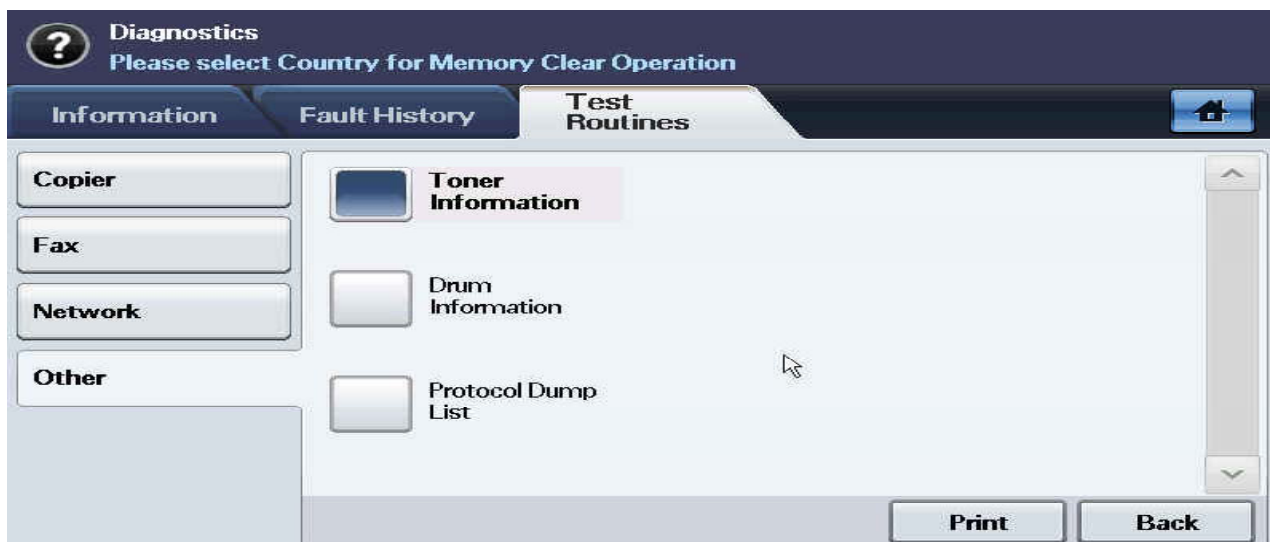 Diagnostics
Please select Country for Memory Clear Operation
Information
Fault History
Test
Routines
Copier
Fax
Network
Other
Toner
Information
Drum
Information
Protocol Dump
List
Print
Back